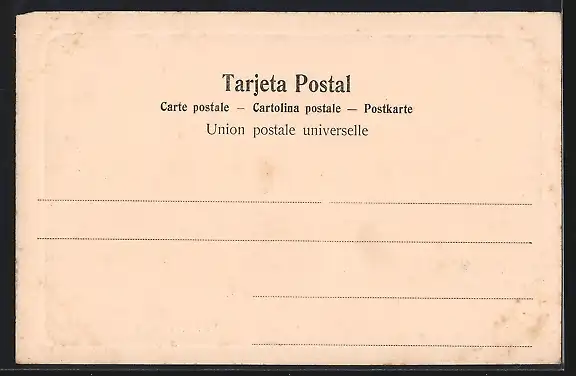 Tarjeta Postal
Carte postale — Cartolina postale — Postkarte
Union postale universelle